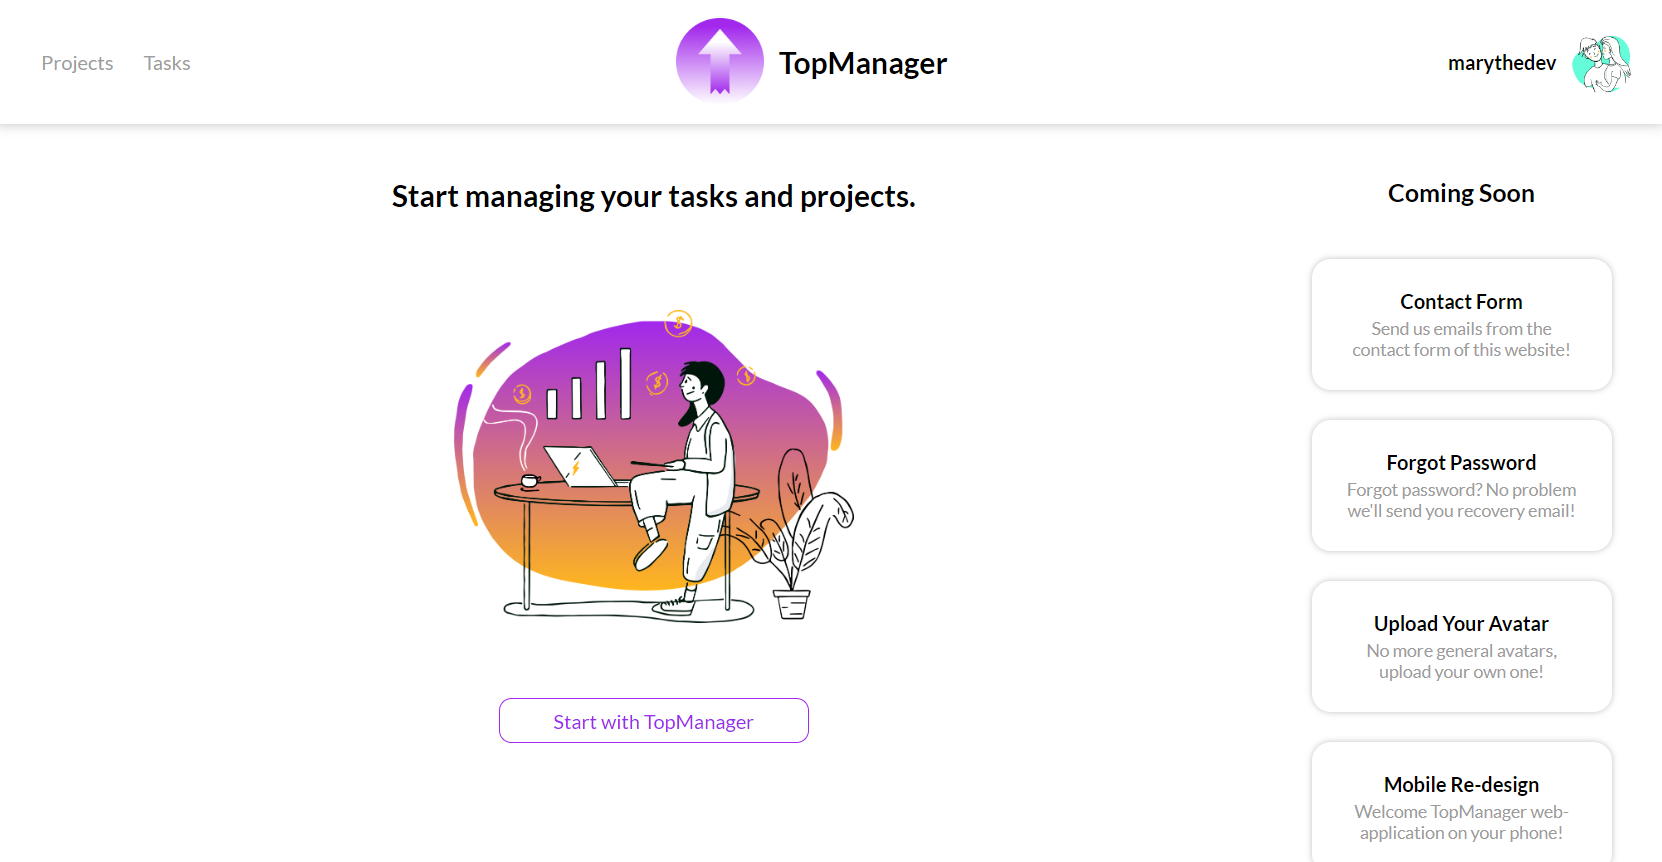 Projects Tasks
TopManager
marythedev
Start managing your tasks and projects.
$
$
$
$
Start with TopManager
Coming Soon
Contact Form
Send us emails from the
contact form of this website!
Forgot Password
Forgot password? No problem
we'll send you recovery email!
Upload Your Avatar
No more general avatars,
upload your own one!
Mobile Re-design
Welcome TopManager web-
application on your phone!